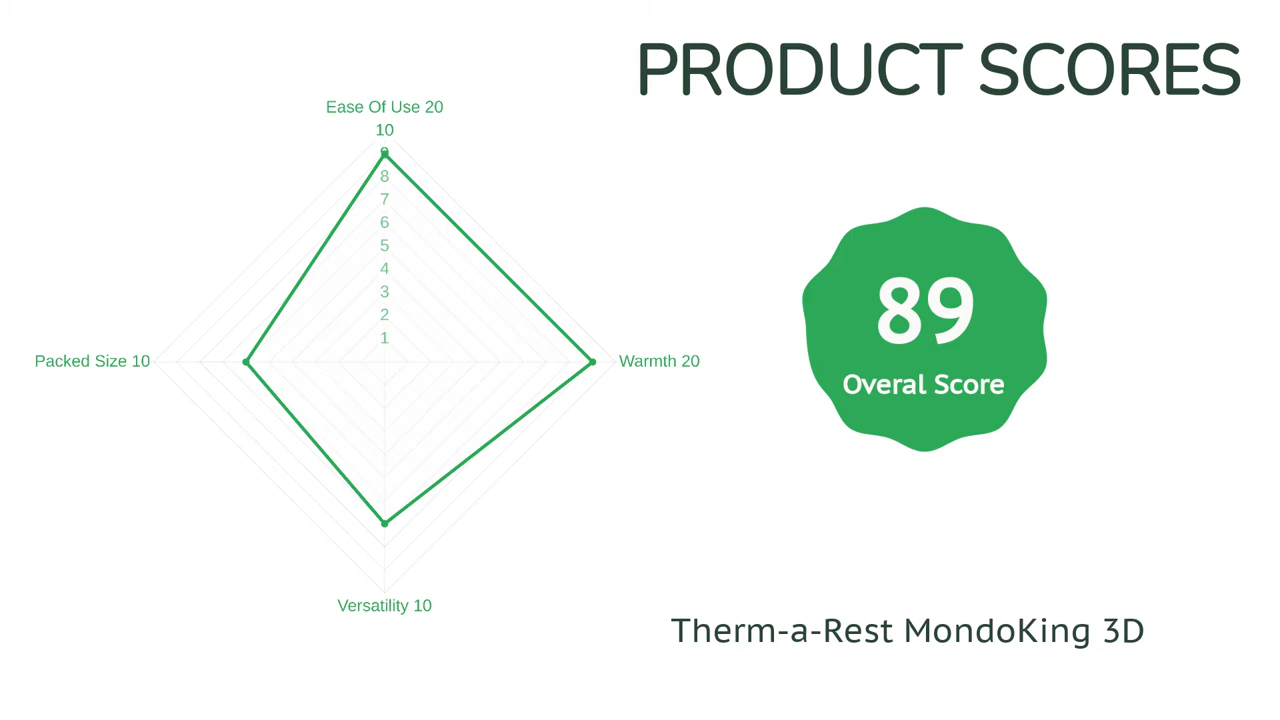 PRODUCT SCORES
Ease Of Use 20
10
9
8
7
6
5
4
3
2
1
Packed Size 10
Warmth 20
Versatility 10
89
Overal Score
Therm-a-Rest MondoKing 3D